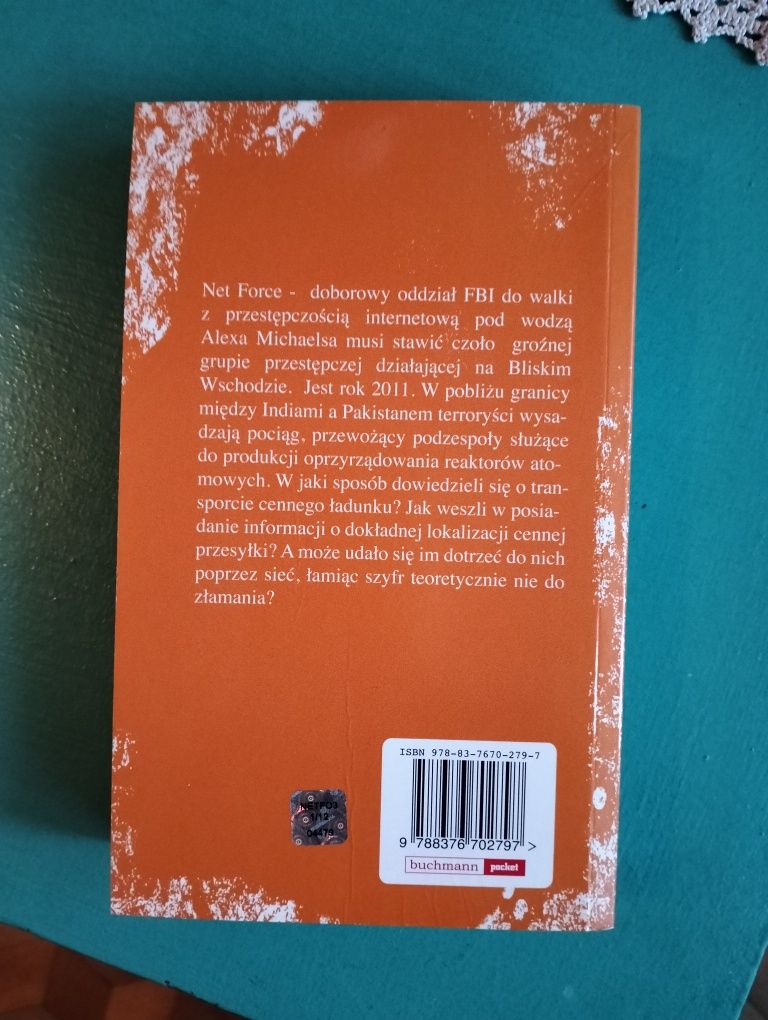 Net Force - doborowy oddział FBI do walki
z przestępczością internetową pod wodzą
Alexa Michaelsa musi stawić czoło groźnej
grupie przestępczej działającej na Bliskim
Wschodzie. Jest rok 2011. W pobliżu granicy
między Indiami a Pakistanem terroryści wysa-
dzają pociąg, przewożący podzespoły służące
do produkcji oprzyrządowania reaktorów ato-
mowych. W jaki sposób dowiedzieli się o tran-
sporcie cennego ładunku? Jak weszli w posia-
danie informacji o dokładnej lokalizacji cennej
przesyłki? A może udało się im dotrzeć do nich
poprzez sieć, łamiąc szyfr teoretycznie nie do
złamania?
ISBN 978-83-7670-279-7
9 788376 702797 >
buchmann pocket
NETFO3
1/12
04479